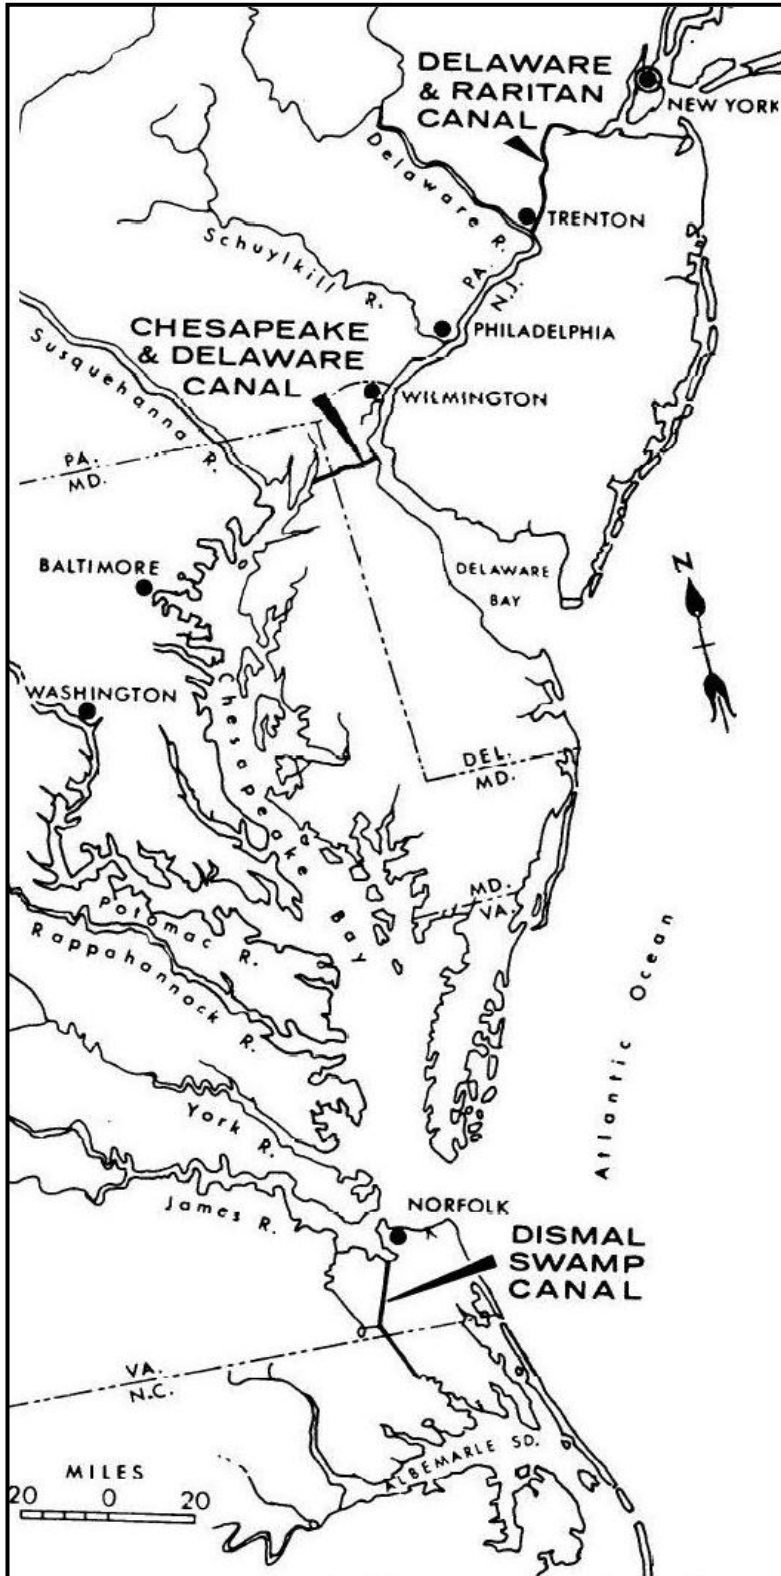 DELAWARE
& RARITAN
CANAL
NEW YORK
Delaware R.
TRENTON
Schuylkill R.
PA.
N.J.
PHILADELPHIA
CHESAPEAKE
& DELAWARE
CANAL
Susquehanna R.
WILMINGTON
PA.
MD.
BALTIMORE
DELAWARE
BAY
N
WASHINGTON
Chesapeake Bay
DEL.
MD.
MD.
VA.
Potomac R.
Rappahannock R.
Atlantic Ocean
York R.
James R.
NORFOLK
DISMAL
SWAMP
CANAL
VA.
N.C.
ALBEMARLE SD.
MILES
20 0 20